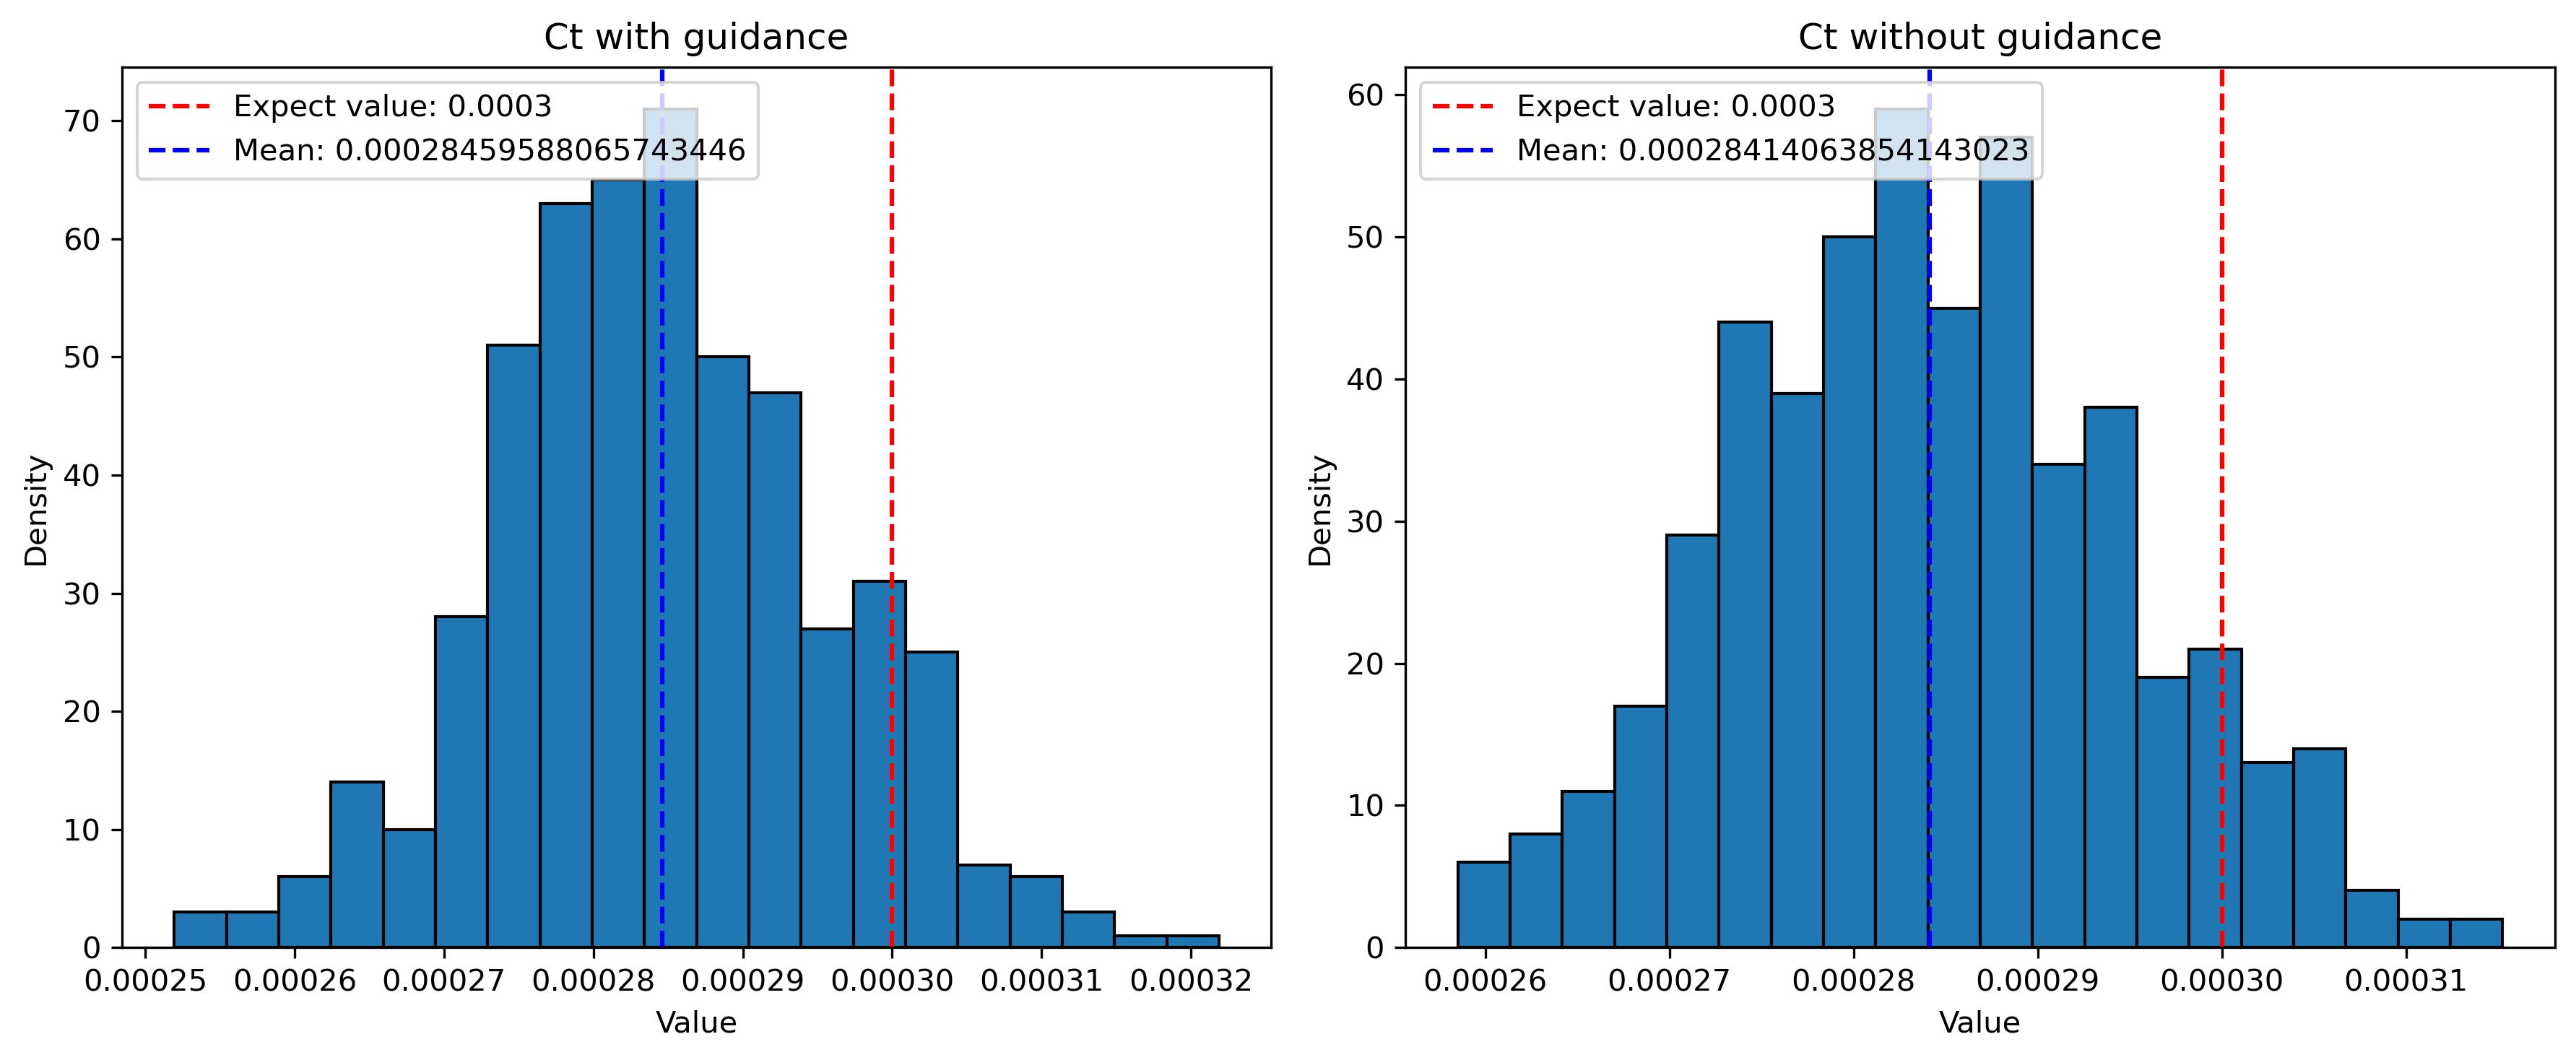 Ct with guidance
Expect value: 0.0003
Mean: 0.00028459588065743446
70
60
50
40
30
20
10
0
Density
0.00025 0.00026 0.00027 0.00028 0.00029 0.00030 0.00031 0.00032
Value
Ct without guidance
Expect value: 0.0003
Mean: 0.00028414063854143023
60
50
40
30
20
10
0
Density
0.00026 0.00027 0.00028 0.00029 0.00030 0.00031
Value